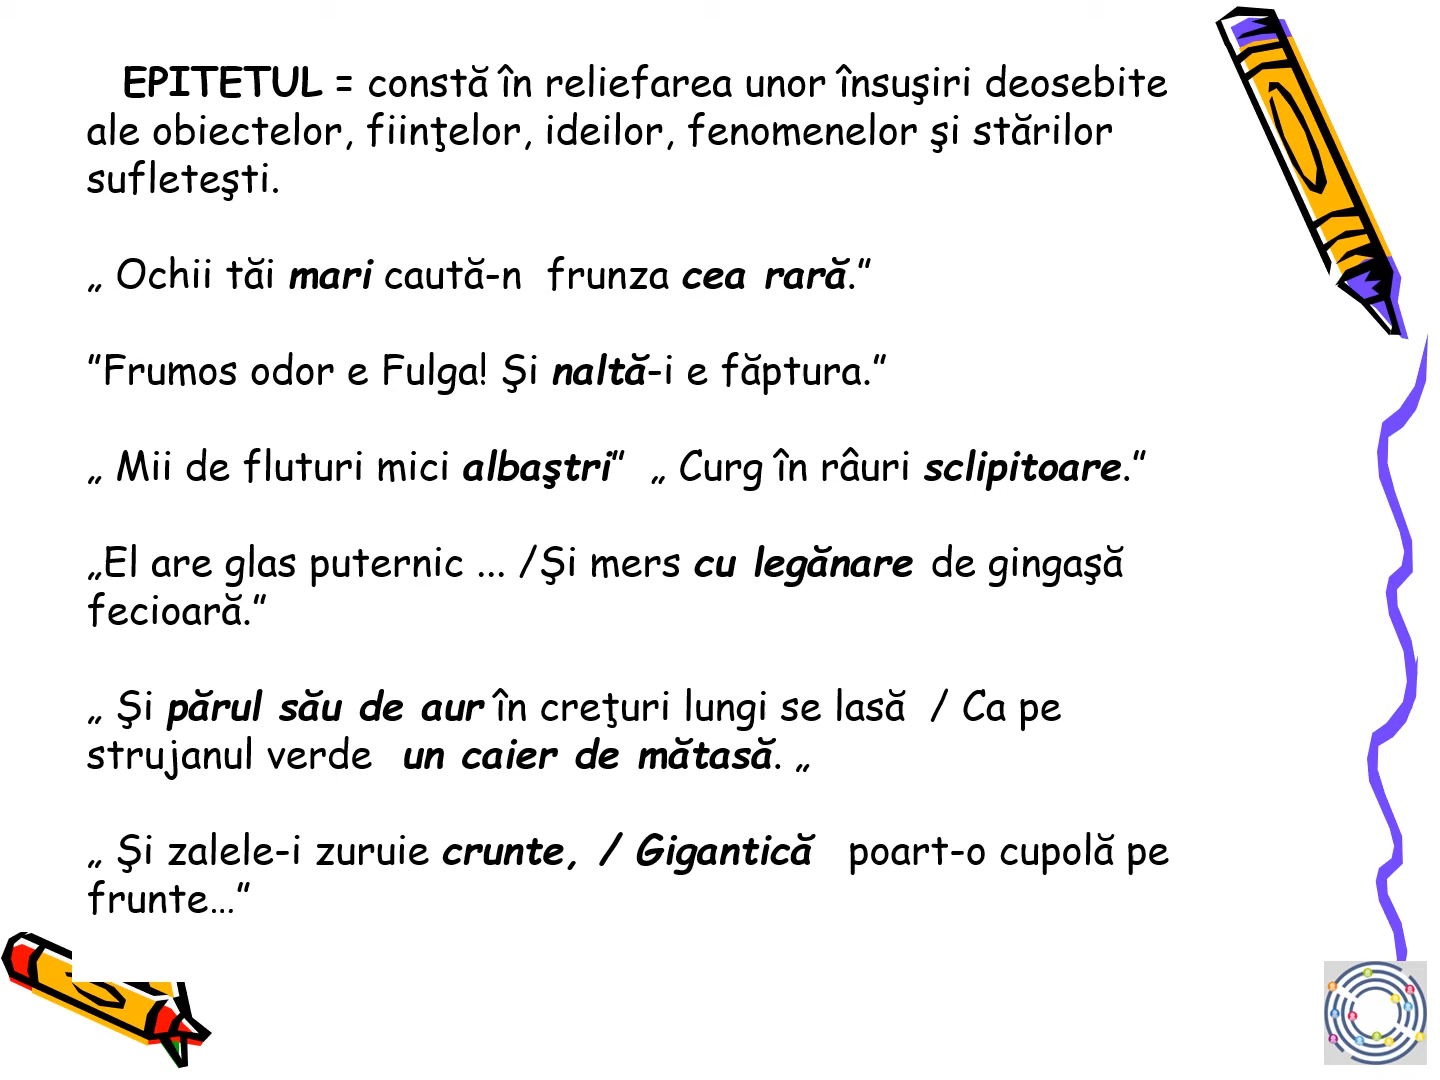 EPITETUL = constă în reliefarea unor însuşiri deosebite
ale obiectelor, fiinţelor, ideilor, fenomenelor şi stărilor
sufleteşti.
„ Ochii tăi mari caută-n frunza cea rară.”
”Frumos odor e Fulga! Şi naltă-i e făptura.”
„ Mii de fluturi mici albaştri” „ Curg în râuri sclipitoare.”
„El are glas puternic ... /Şi mers cu legănare de gingaşă
fecioară.”
„ Şi părul său de aur în creţuri lungi se lasă / Ca pe
strujanul verde un caier de mătasă. „
„ Şi zalele-i zuruie crunte, / Gigantică poart-o cupolă pe
frunte…”